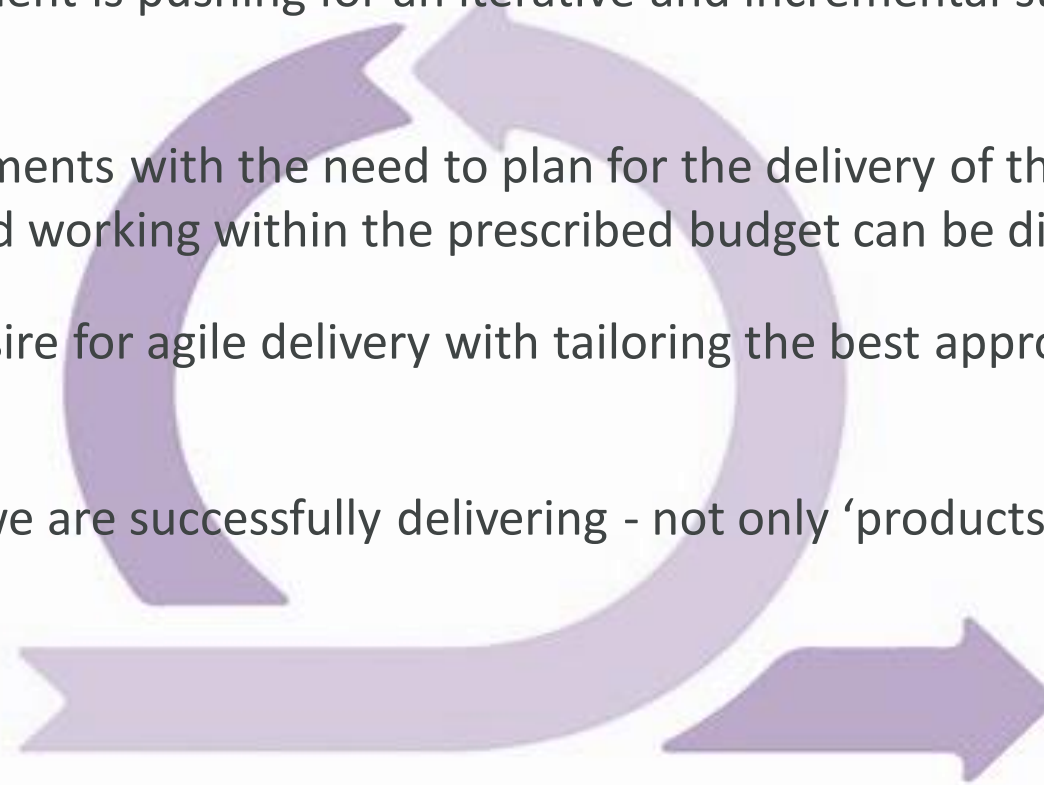 ent is pushing for an iterative and incremental s
ments with the need to plan for the delivery of th
d working within the prescribed budget can be di
sire for agile delivery with tailoring the best appro
ve are successfully delivering - not only ‘products